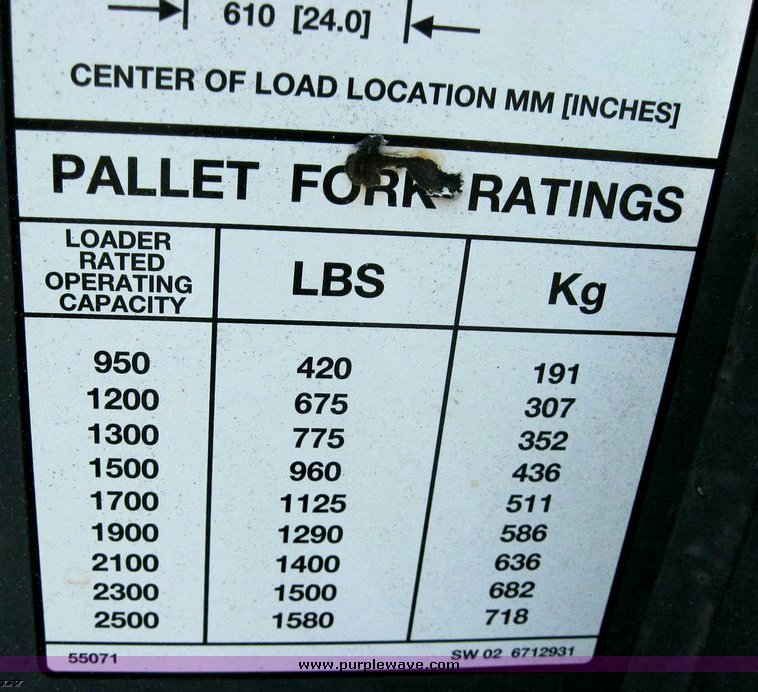 610 [24.0]
CENTER OF LOAD LOCATION MM [INCHES]
PALLET FORK RATINGS
LOADER
RATED
OPERATING
CAPACITY
LBS
Kg
950 420 191
1200 675 307
1300 775 352
1500 960 436
1700 1125 511
1900 1290 586
2100 1400 636
2300 1500 682
2500 1580 718
55071 SW 02 6712931
www.purplewave.com